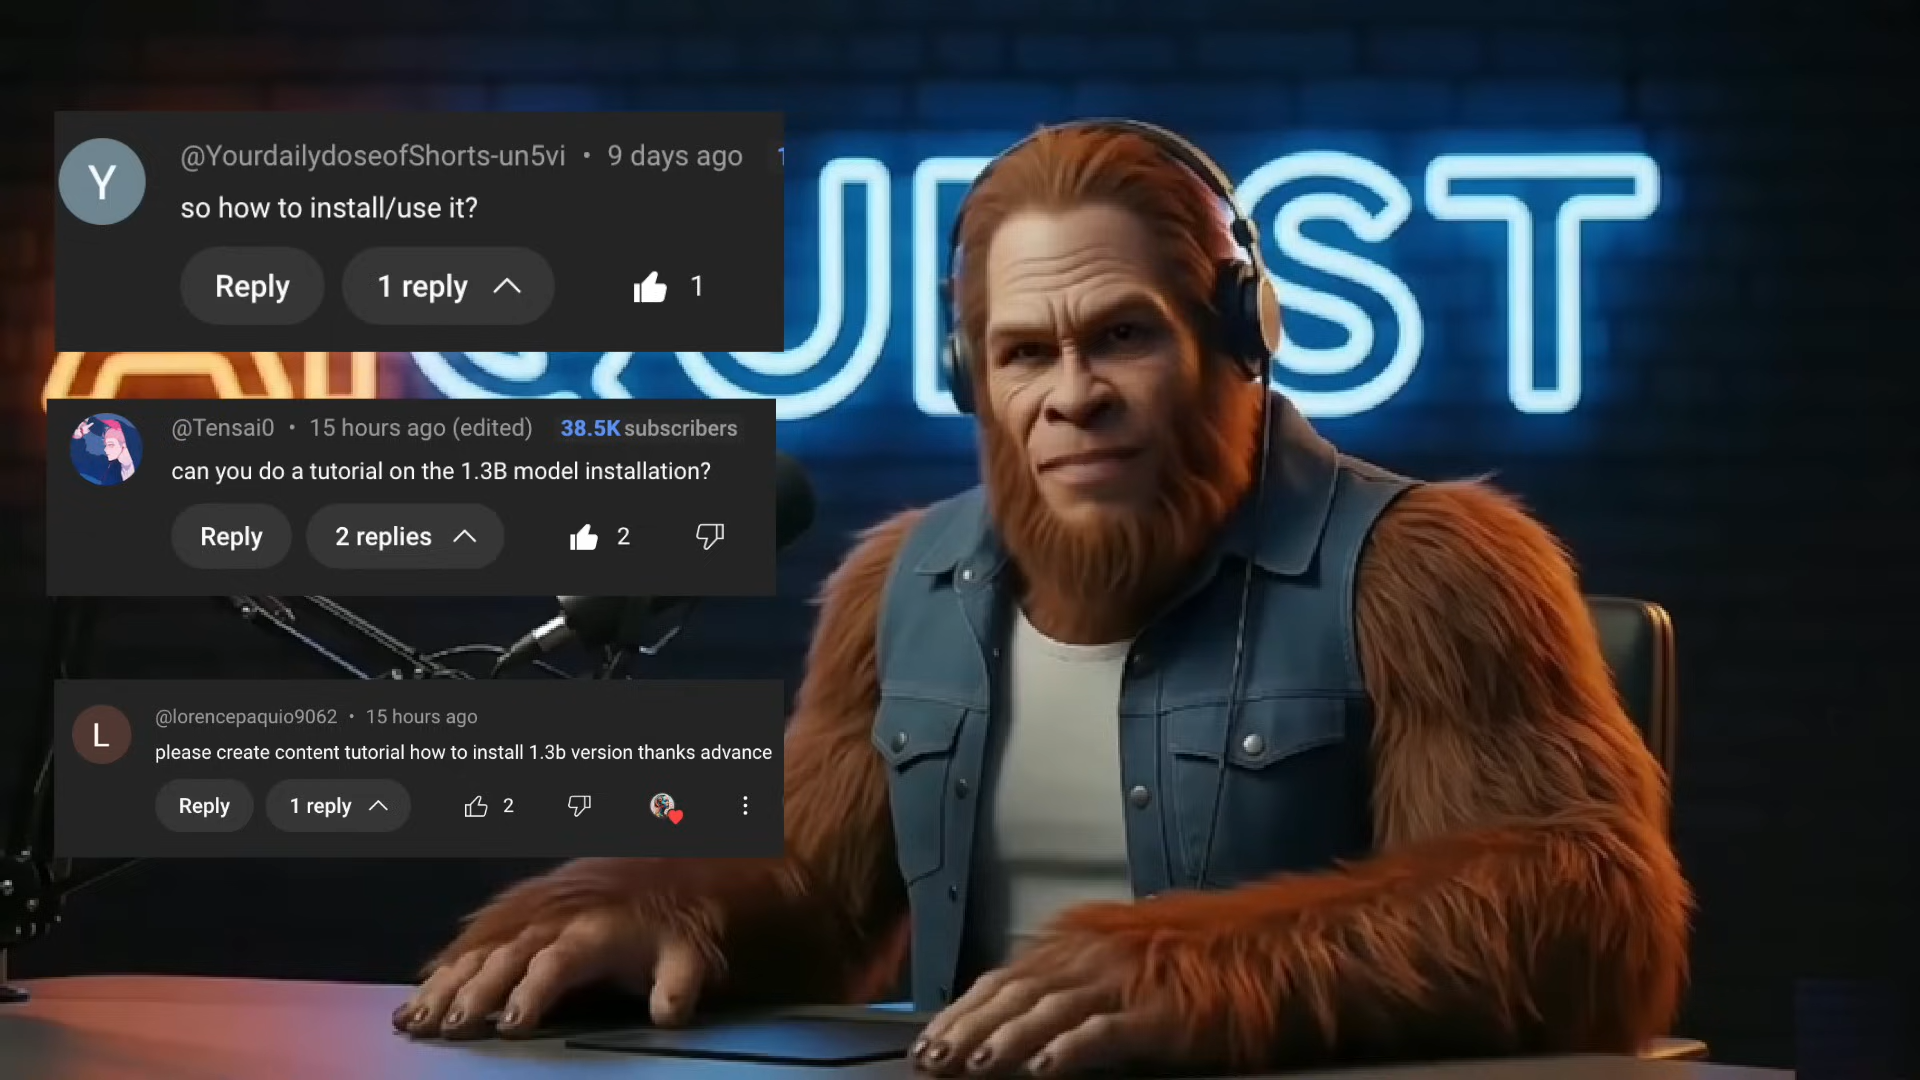 @YourdailydoseofShorts-un5vi • 9 days ago
so how to install/use it?
Reply 1 reply 1
@Tensai0 • 15 hours ago (edited) 38.5K subscribers
can you do a tutorial on the 1.3B model installation?
Reply 2 replies 2
L @lorencepaquio9062 • 15 hours ago
please create content tutorial how to install 1.3b version thanks advance
Reply 1 reply 2
Y
AI QUEST